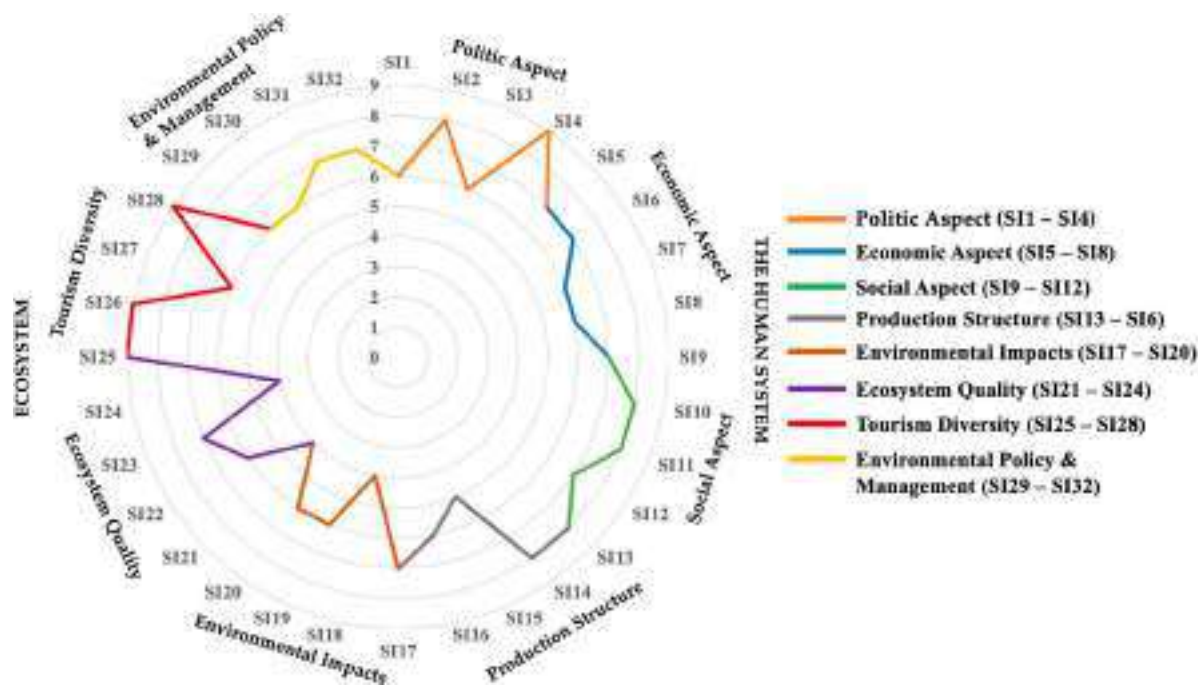 Environmental Policy
& Management
Politic Aspect
Economic Aspect
THE HUMAN SYSTEM
Social Aspect
Production Structure
Environmental Impacts
Ecosystem Quality
ECOSYSTEM
Tourism Diversity
SI1
SI2
SI3
SI4
SI5
SI6
SI7
SI8
SI9
SI10
SI11
SI12
SI13
SI14
SI15
SI16
SI17
SI18
SI19
SI20
SI21
SI22
SI23
SI24
SI25
SI26
SI27
SI28
SI29
SI30
SI31
SI32
9
8
7
6
5
4
3
2
1
0
Politic Aspect (SI1 – SI4)
Economic Aspect (SI5 – SI8)
Social Aspect (SI9 – SI12)
Production Structure (SI13 – SI6)
Environmental Impacts (SI17 – SI20)
Ecosystem Quality (SI21 – SI24)
Tourism Diversity (SI25 – SI28)
Environmental Policy &
Management (SI29 – SI32)